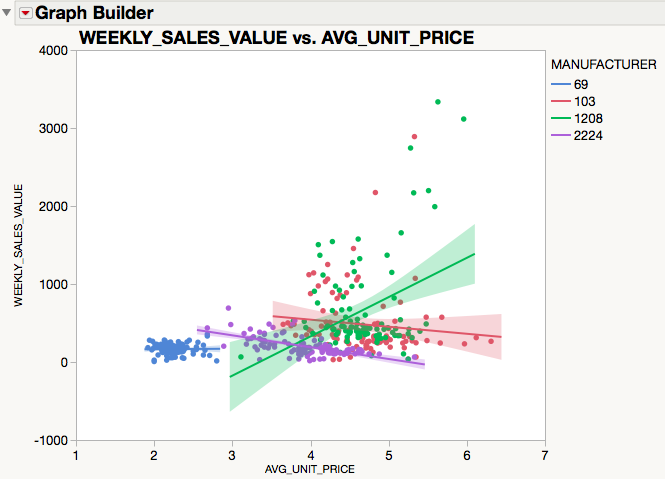 Graph Builder
WEEKLY_SALES_VALUE vs. AVG_UNIT_PRICE
MANUFACTURER
69
103
1208
2224
WEEKLY_SALES_VALUE
4000
3000
2000
1000
0
-1000
1 2 3 4 5 6 7
AVG_UNIT_PRICE